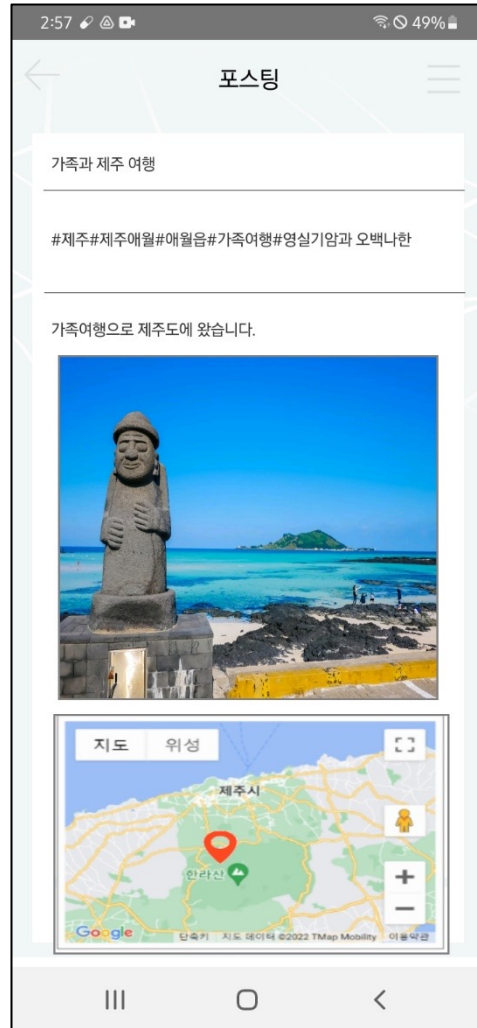 2:57 49%
포스팅
가족과 제주 여행
#제주#제주애월#애월읍#가족여행#영실기암과 오백나한
가족여행으로 제주도에 왔습니다.
지도 위성
제주시
한라산
Google 단축키 지도 데이터 ©2022 TMap Mobility 이용약관